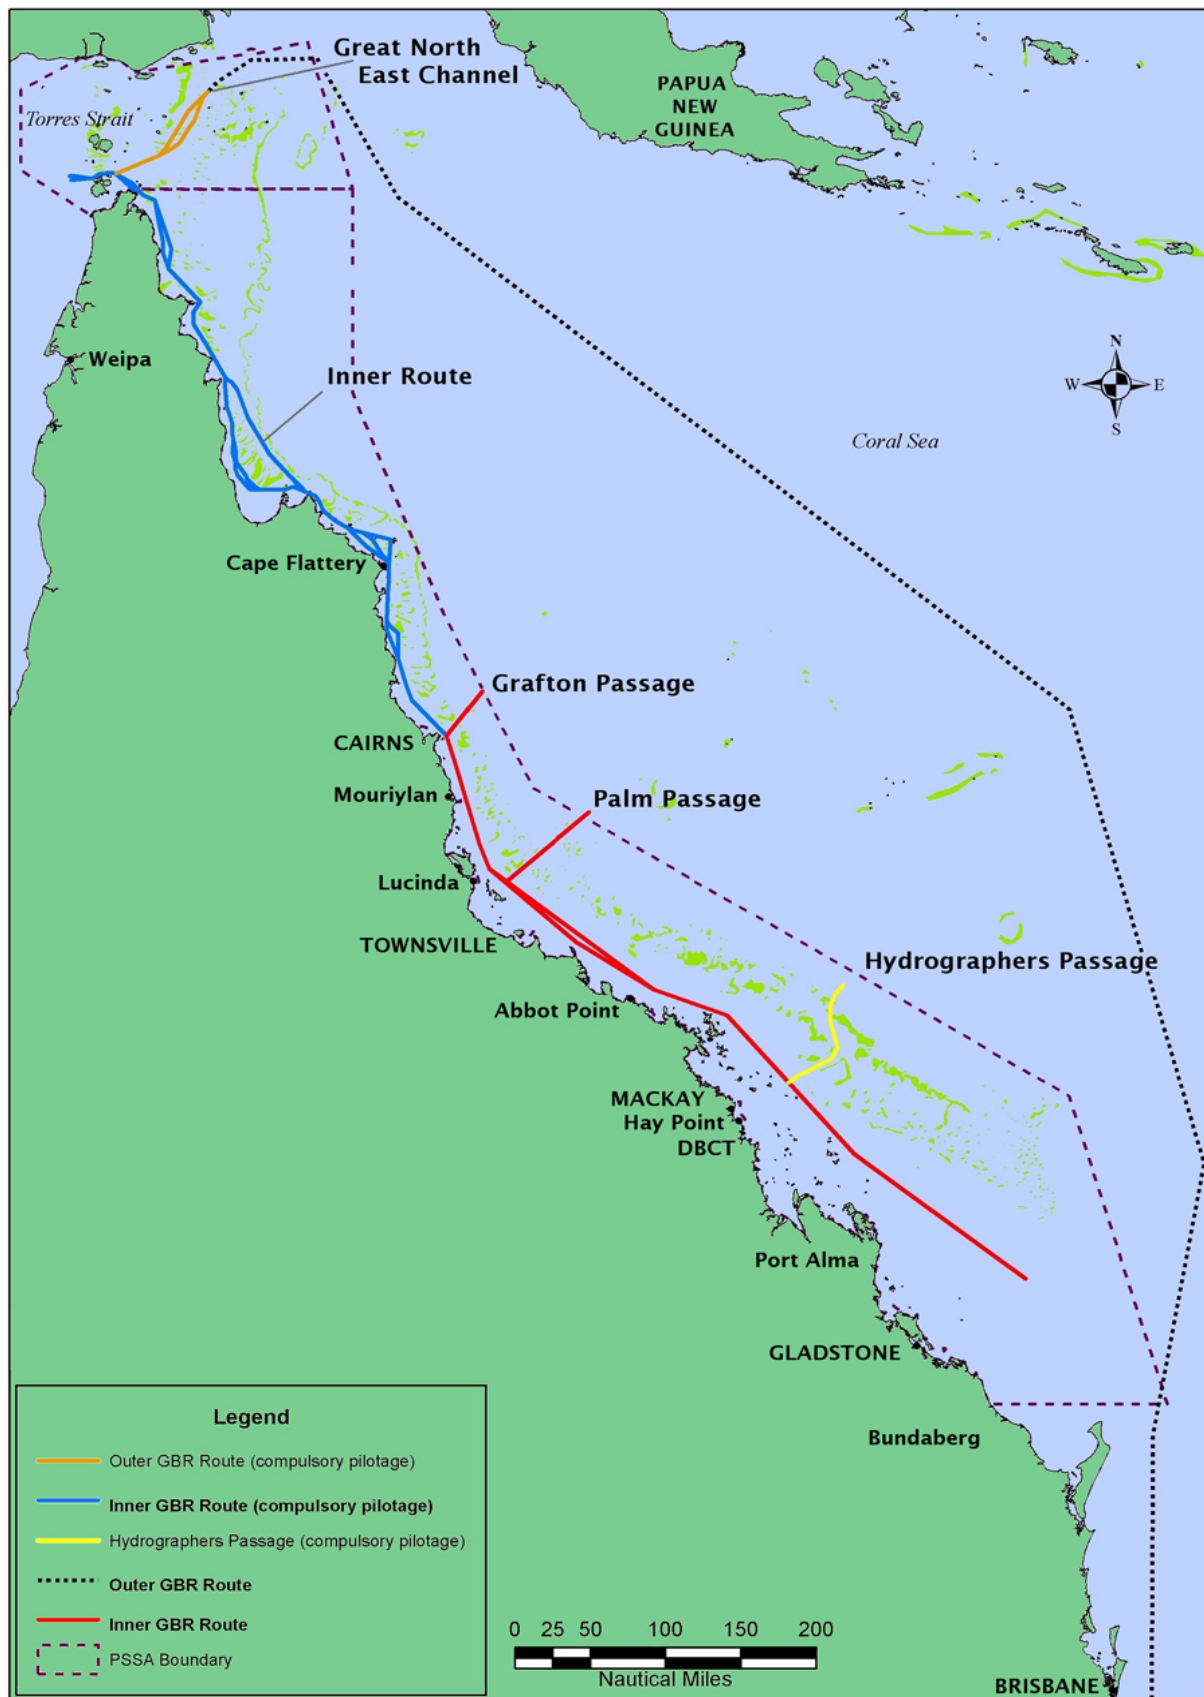 Great North
East Channel
PAPUA
NEW
GUINEA
Torres Strait
Weipa
Inner Route
N
W
E
S
Coral Sea
Cape Flattery
Grafton Passage
CAIRNS
Mouriylan
Palm Passage
Lucinda
TOWNSVILLE
Hydrographers Passage
Abbot Point
MACKAY
Hay Point
DBCT
Port Alma
GLADSTONE
Bundaberg
Legend
Outer GBR Route (compulsory pilotage)
Inner GBR Route (compulsory pilotage)
Hydrographers Passage (compulsory pilotage)
Outer GBR Route
Inner GBR Route
PSSA Boundary
0 25 50 100 150 200
Nautical Miles
BRISBANE